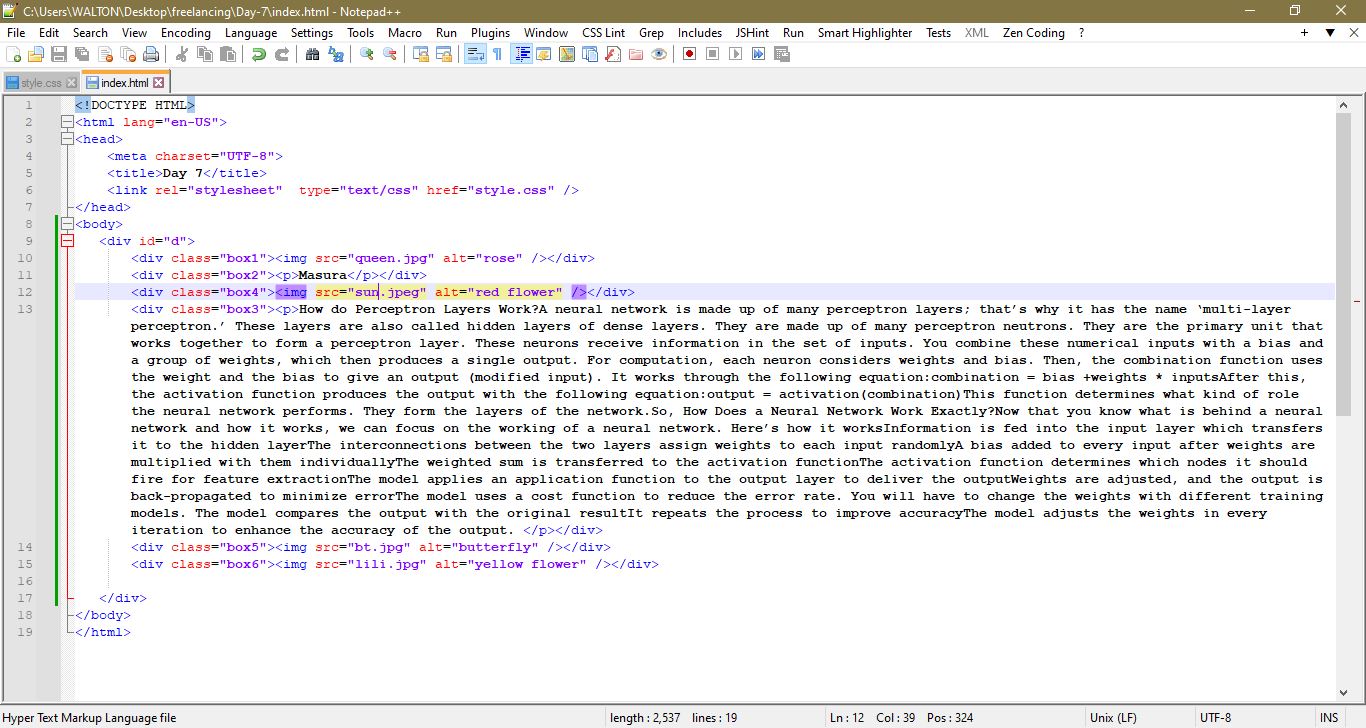 C:\Users\WALTON\Desktop\freelancing\Day-7\index.html - Notepad++
File Edit Search View Encoding Language Settings Tools Macro Run Plugins Window CSS Lint Grep Includes JSHint Run Smart Highlighter Tests XML Zen Coding ? + ▼ X
style.css index.html
1 <!DOCTYPE HTML>
2 <html lang="en-US">
3 <head>
4 <meta charset="UTF-8">
5 <title>Day 7</title>
6 <link rel="stylesheet"  type="text/css" href="style.css" />
7 </head>
8 <body>
9 <div id="d">
10 <div class="box1"><img src="queen.jpg" alt="rose" /></div>
11 <div class="box2"><p>Masura</p></div>
12 <div class="box4"><img src="sun.jpeg" alt="red flower" /></div>
13 <div class="box3"><p>How do Perceptron Layers Work?A neural network is made up of many perceptron layers; that’s why it has the name ‘multi-layer
perceptron.’ These layers are also called hidden layers of dense layers. They are made up of many perceptron neutrons. They are the primary unit that
works together to form a perceptron layer. These neurons receive information in the set of inputs. You combine these numerical inputs with a bias and
a group of weights, which then produces a single output. For computation, each neuron considers weights and bias. Then, the combination function uses
the weight and the bias to give an output (modified input). It works through the following equation:combination = bias +weights * inputsAfter this,
the activation function produces the output with the following equation:output = activation(combination)This function determines what kind of role
the neural network performs. They form the layers of the network.So, How Does a Neural Network Work Exactly?Now that you know what is behind a neural
network and how it works, we can focus on the working of a neural network. Here’s how it worksInformation is fed into the input layer which transfers
it to the hidden layerThe interconnections between the two layers assign weights to each input randomlyA bias added to every input after weights are
multiplied with them individuallyThe weighted sum is transferred to the activation functionThe activation function determines which nodes it should
fire for feature extractionThe model applies an application function to the output layer to deliver the outputWeights are adjusted, and the output is
back-propagated to minimize errorThe model uses a cost function to reduce the error rate. You will have to change the weights with different training
models. The model compares the output with the original resultIt repeats the process to improve accuracyThe model adjusts the weights in every
iteration to enhance the accuracy of the output. </p></div>
14 <div class="box5"><img src="bt.jpg" alt="butterfly" /></div>
15 <div class="box6"><img src="lili.jpg" alt="yellow flower" /></div>
16
17 </div>
18 </body>
19 </html>
Hyper Text Markup Language file length : 2,537 lines : 19 Ln : 12 Col : 39 Pos : 324 Unix (LF) UTF-8 INS